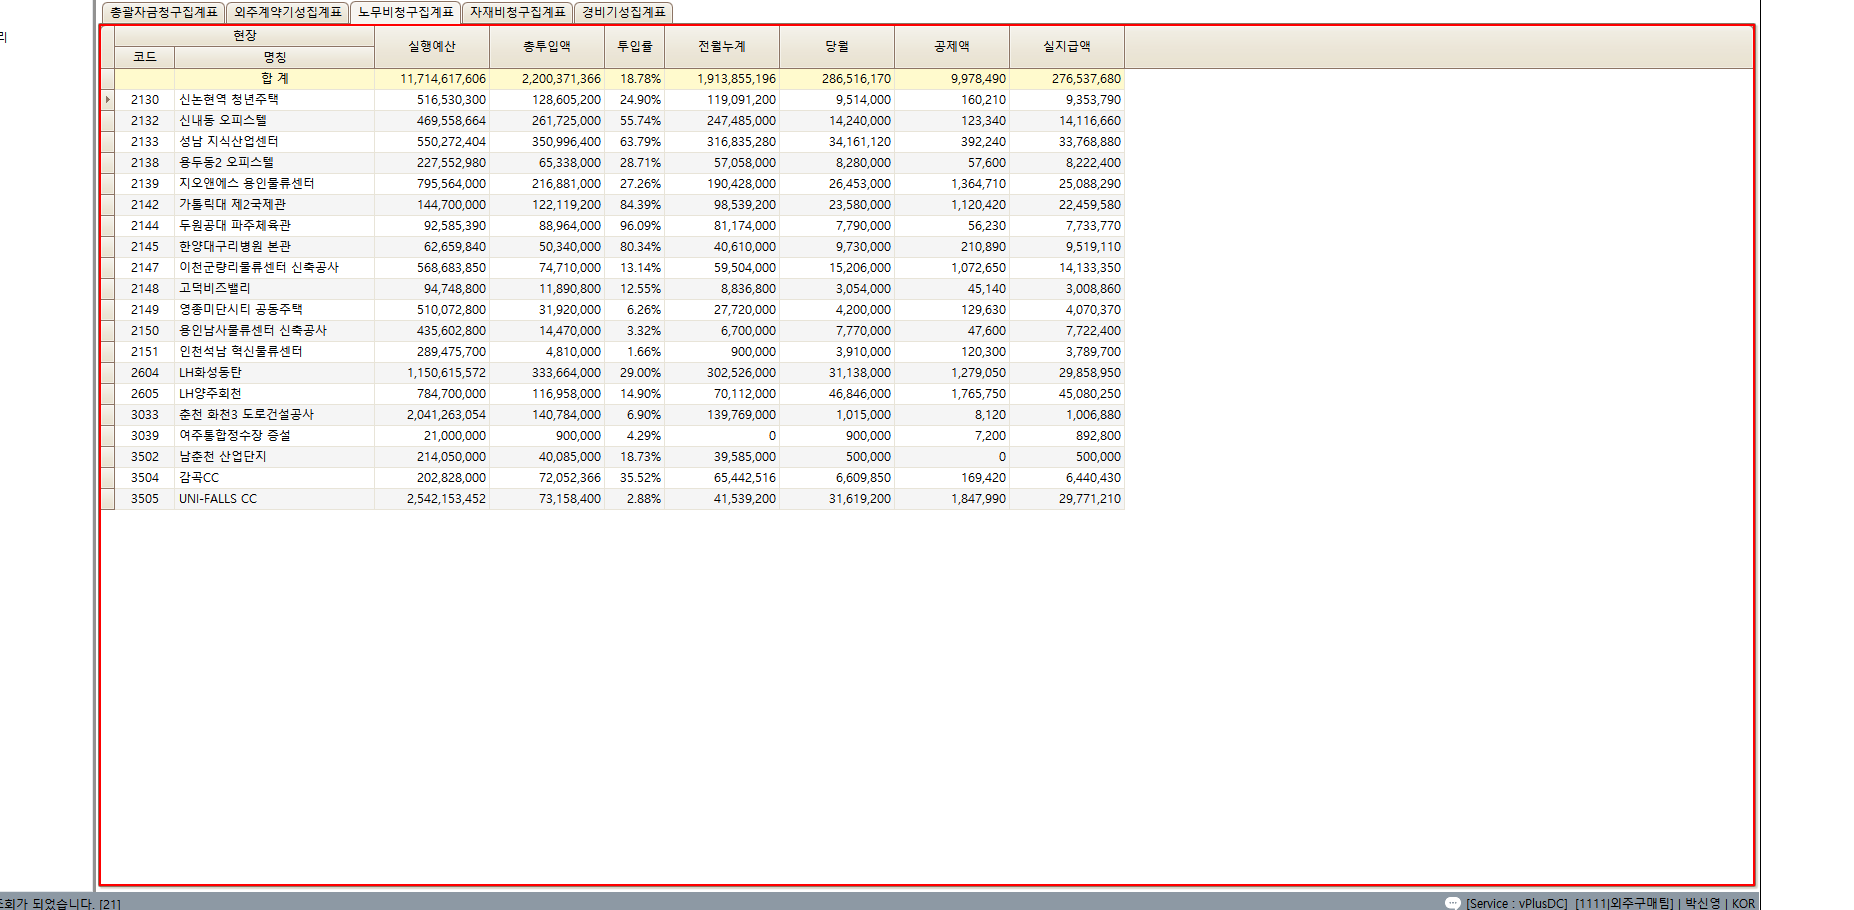 총괄자금청구집계표 외주계약기성집계표 노무비청구집계표 자재비청구집계표 경비기성집계표
리
현장 실행예산 총투입액 투입률 전월누계 당월 공제액 실지급액
코드 명칭
합 계 11,714,617,606 2,200,371,366 18.78% 1,913,855,196 286,516,170 9,978,490 276,537,680
2130 신논현역 청년주택 516,530,300 128,605,200 24.90% 119,091,200 9,514,000 160,210 9,353,790
2132 신내동 오피스텔 469,558,664 261,725,000 55.74% 247,485,000 14,240,000 123,340 14,116,660
2133 성남 지식산업센터 550,272,404 350,996,400 63.79% 316,835,280 34,161,120 392,240 33,768,880
2138 용두동2 오피스텔 227,552,980 65,338,000 28.71% 57,058,000 8,280,000 57,600 8,222,400
2139 지오앤에스 용인물류센터 795,564,000 216,881,000 27.26% 190,428,000 26,453,000 1,364,710 25,088,290
2142 가톨릭대 제2국제관 144,700,000 122,119,200 84.39% 98,539,200 23,580,000 1,120,420 22,459,580
2144 두원공대 파주체육관 92,585,390 88,964,000 96.09% 81,174,000 7,790,000 56,230 7,733,770
2145 한양대구리병원 본관 62,659,840 50,340,000 80.34% 40,610,000 9,730,000 210,890 9,519,110
2147 이천군량리물류센터 신축공사 568,683,850 74,710,000 13.14% 59,504,000 15,206,000 1,072,650 14,133,350
2148 고덕비즈밸리 94,748,800 11,890,800 12.55% 8,836,800 3,054,000 45,140 3,008,860
2149 영종미단시티 공동주택 510,072,800 31,920,000 6.26% 27,720,000 4,200,000 129,630 4,070,370
2150 용인남사물류센터 신축공사 435,602,800 14,470,000 3.32% 6,700,000 7,770,000 47,600 7,722,400
2151 인천석남 혁신물류센터 289,475,700 4,810,000 1.66% 900,000 3,910,000 120,300 3,789,700
2604 LH화성동탄 1,150,615,572 333,664,000 29.00% 302,526,000 31,138,000 1,279,050 29,858,950
2605 LH양주회천 784,700,000 116,958,000 14.90% 70,112,000 46,846,000 1,765,750 45,080,250
3033 춘천 화천3 도로건설공사 2,041,263,054 140,784,000 6.90% 139,769,000 1,015,000 8,120 1,006,880
3039 여주통합정수장 증설 21,000,000 900,000 4.29% 0 900,000 7,200 892,800
3502 남춘천 산업단지 214,050,000 40,085,000 18.73% 39,585,000 500,000 0 500,000
3504 감곡CC 202,828,000 72,052,366 35.52% 65,442,516 6,609,850 169,420 6,440,430
3505 UNI-FALLS CC 2,542,153,452 73,158,400 2.88% 41,539,200 31,619,200 1,847,990 29,771,210
조회가 되었습니다. [21] [Service : vPlusDC] [1111|외주구매팀] | 박신영 | KOR